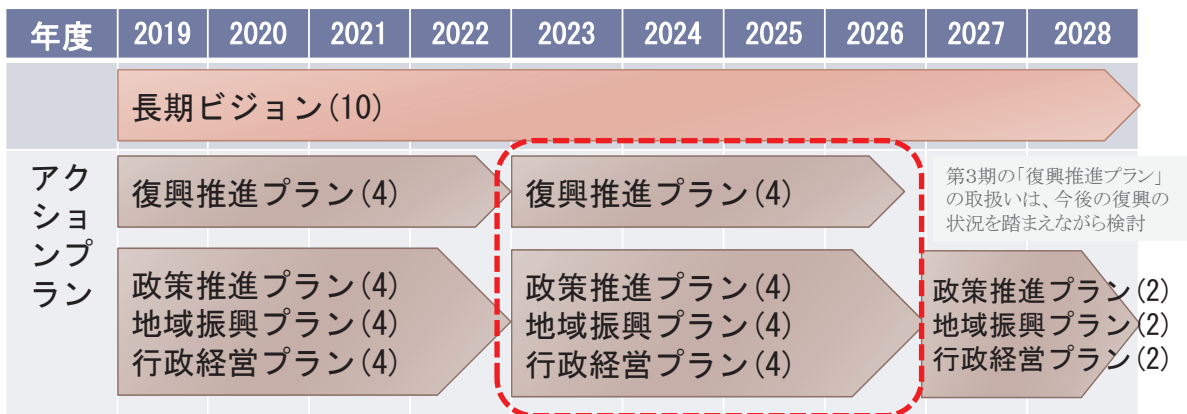 年度 2019 2020 2021 2022 2023 2024 2025 2026 2027 2028
長期ビジョン(10)
アク
ショ
ンプ
ラン
復興推進プラン(4)
復興推進プラン(4)
第3期の「復興推進プラン」
の取扱いは、今後の復興の
状況を踏まえながら検討
政策推進プラン(4)
地域振興プラン(4)
行政経営プラン(4)
政策推進プラン(4)
地域振興プラン(4)
行政経営プラン(4)
政策推進プラン(2)
地域振興プラン(2)
行政経営プラン(2)